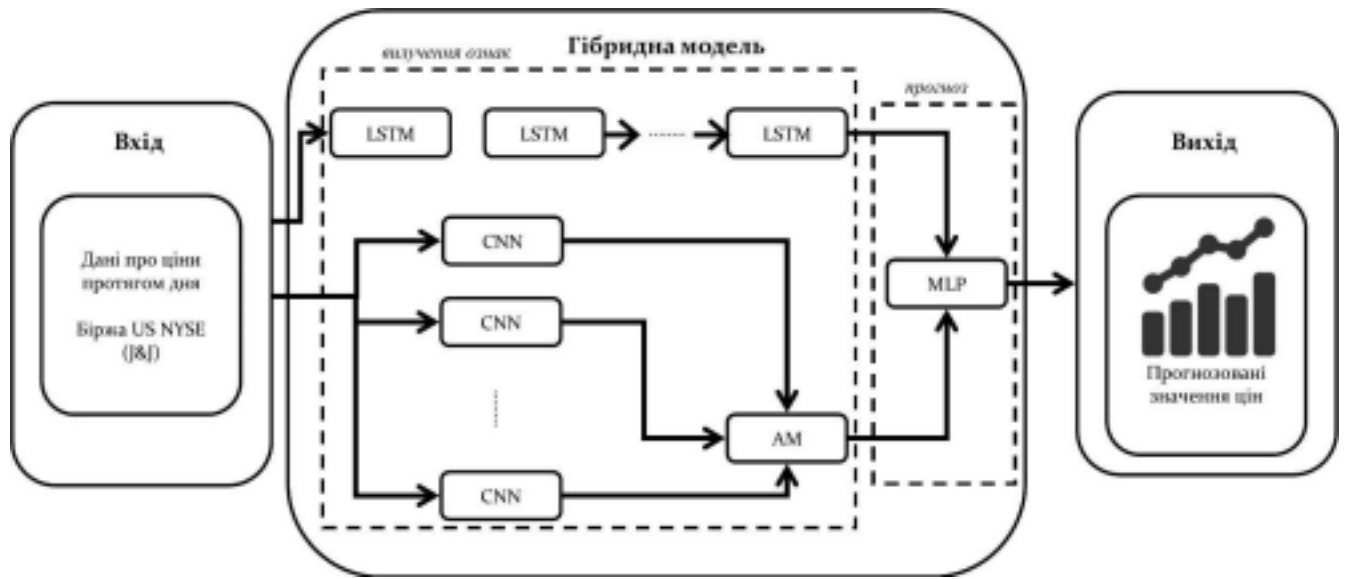 Гібридна модель
вилучення ознак
прогноз
Вхід
Дані про ціни
протягом дня
Біржа US NYSE
(J&J)
LSTM
LSTM
LSTM
CNN
CNN
CNN
AM
MLP
Вихід
Прогнозовані
значення цін